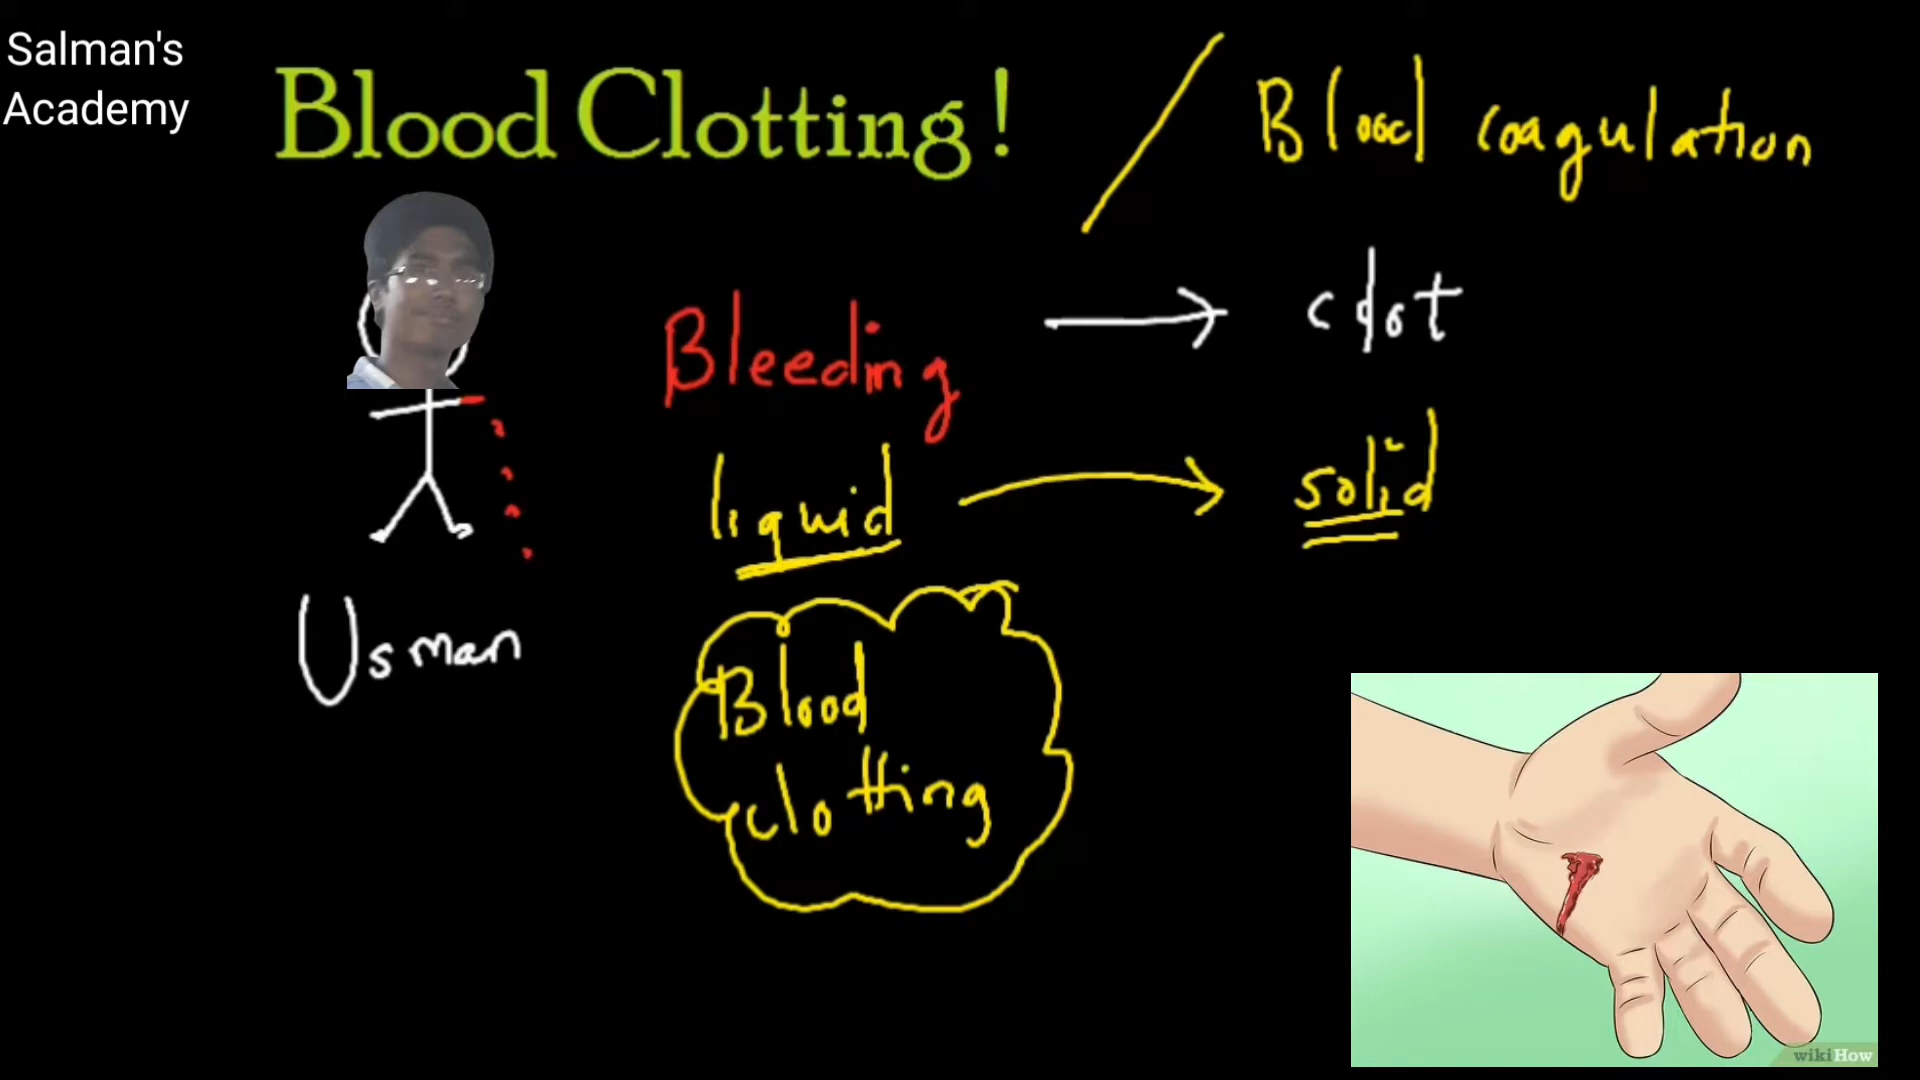 Salman's
Academy
Blood Clotting! / Blood coagulation
Bleeding → clot
liquid → solid
Usman
Blood
clotting
wikiHow